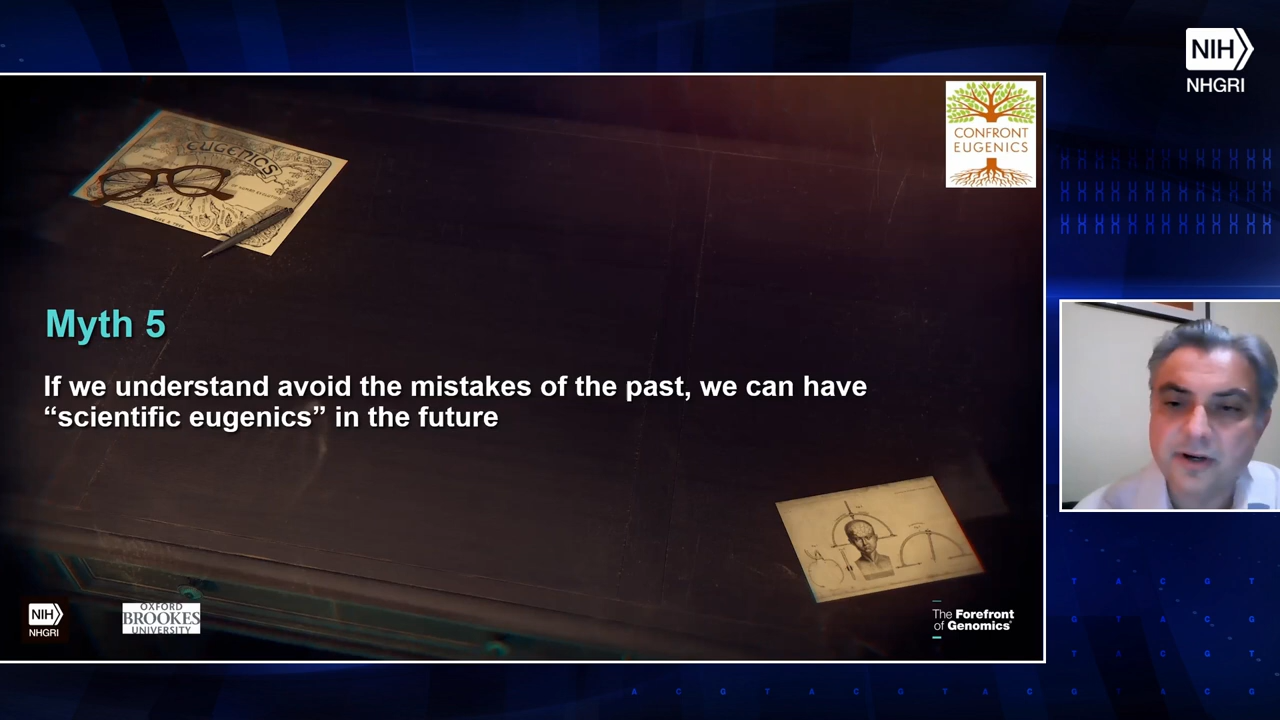 NIH
NHGRI
CONFRONT
EUGENICS
EUGENICS
Myth 5
If we understand avoid the mistakes of the past, we can have
“scientific eugenics” in the future
NIH
NHGRI
OXFORD
BROOKES
UNIVERSITY
The Forefront
of Genomics
T A C G T
G T A C G
T A C G T
A C G T A C G T A C G T A C G